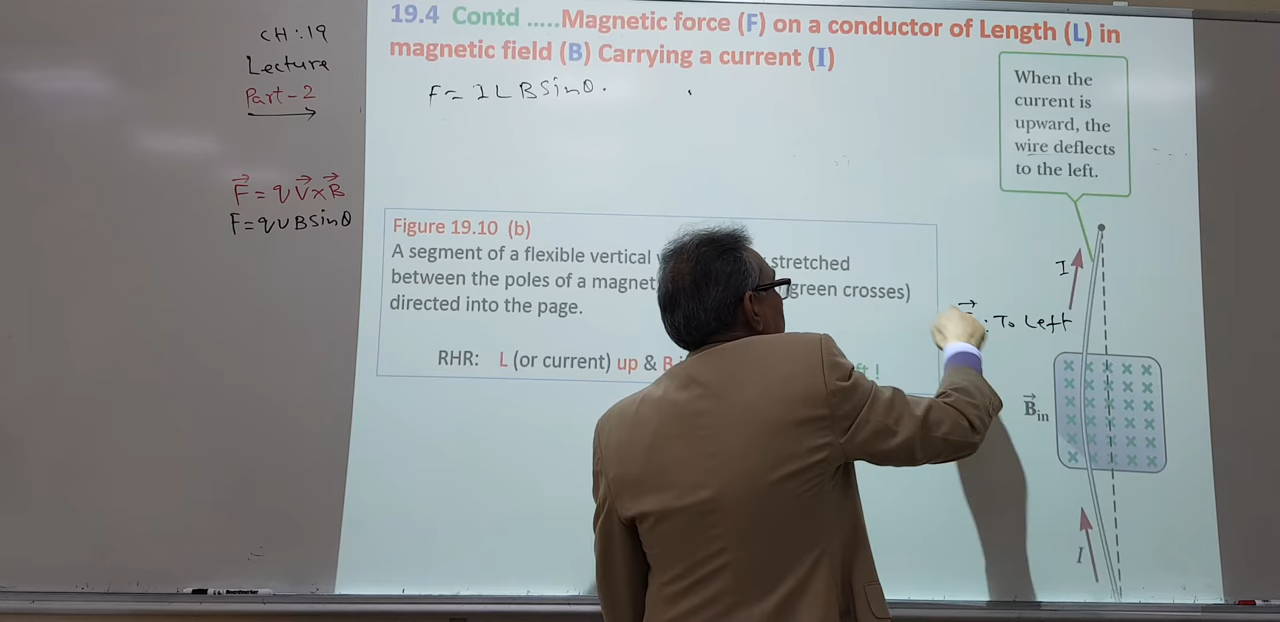 CH:19
Lecture
Part-2
F = qV×B
F=qVBSinθ
19.4 Contd .....Magnetic force (F) on a conductor of Length (L) in
magnetic field (B) Carrying a current (I)
F= ILBSinθ.
When the
current is
upward, the
wire deflects
to the left.
Figure 19.10 (b)
A segment of a flexible vertical stretched
between the poles of a magnet green crosses)
directed into the page.
RHR: L (or current) up & B !
I
: To Left
B in
I